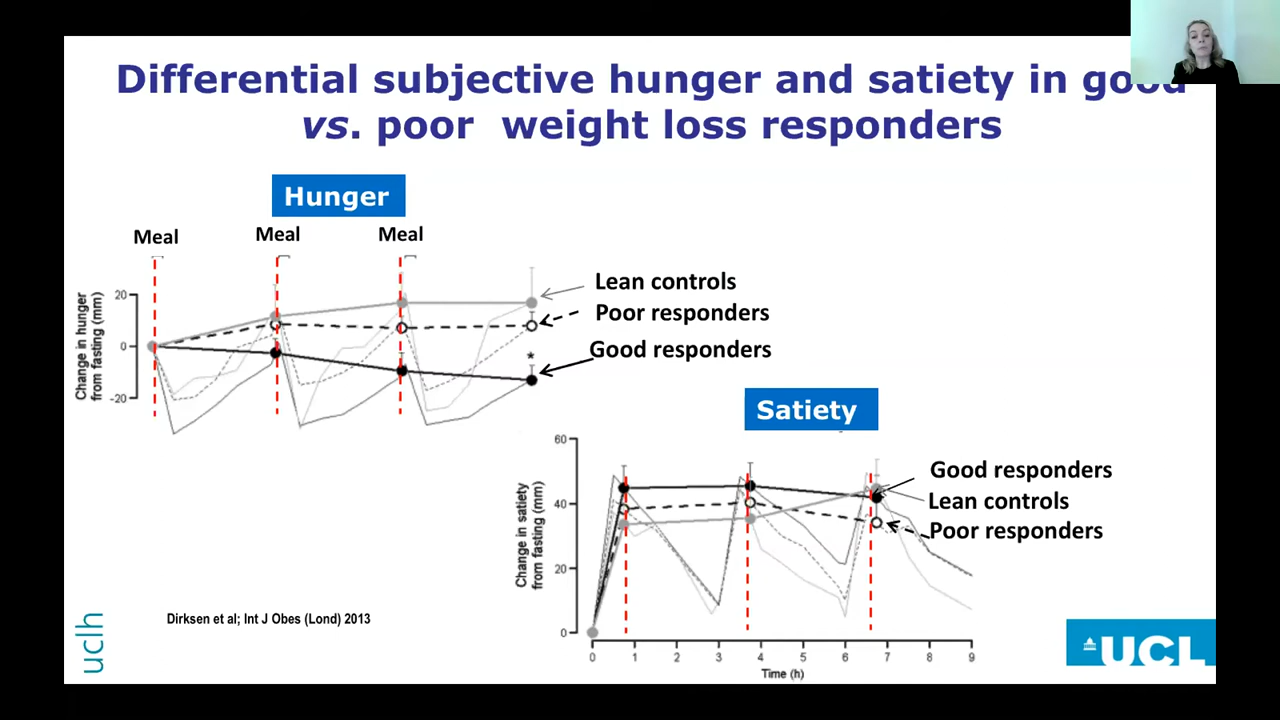 Differential subjective hunger and satiety in good
vs. poor weight loss responders
Hunger
Meal
Meal
Meal
Change in hunger
from fasting (mm)
20
0
-20
Lean controls
Poor responders
*
Good responders
Satiety
Change in satiety
from fasting (mm)
60
40
20
0
Good responders
Lean controls
Poor responders
0 1 2 3 4 5 6 7 8 9
Time (h)
Dirksen et al; Int J Obes (Lond) 2013
uclh
UCL